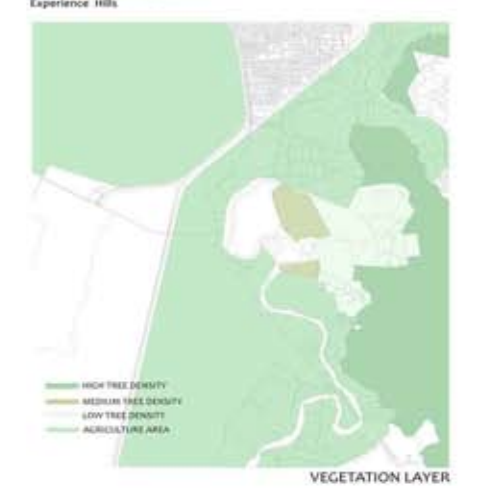 Experience Hills
HIGH TREE DENSITY
MEDIUM TREE DENSITY
LOW TREE DENSITY
AGRICULTURE AREA
VEGETATION LAYER